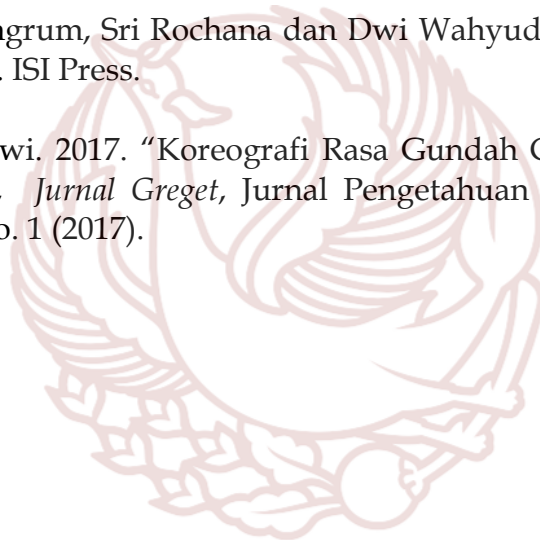 ngrum, Sri Rochana dan Dwi Wahyud
. ISI Press.
wi. 2017. “Koreografi Rasa Gundah
. Jurnal Greget, Jurnal Pengetahuan
o. 1 (2017).